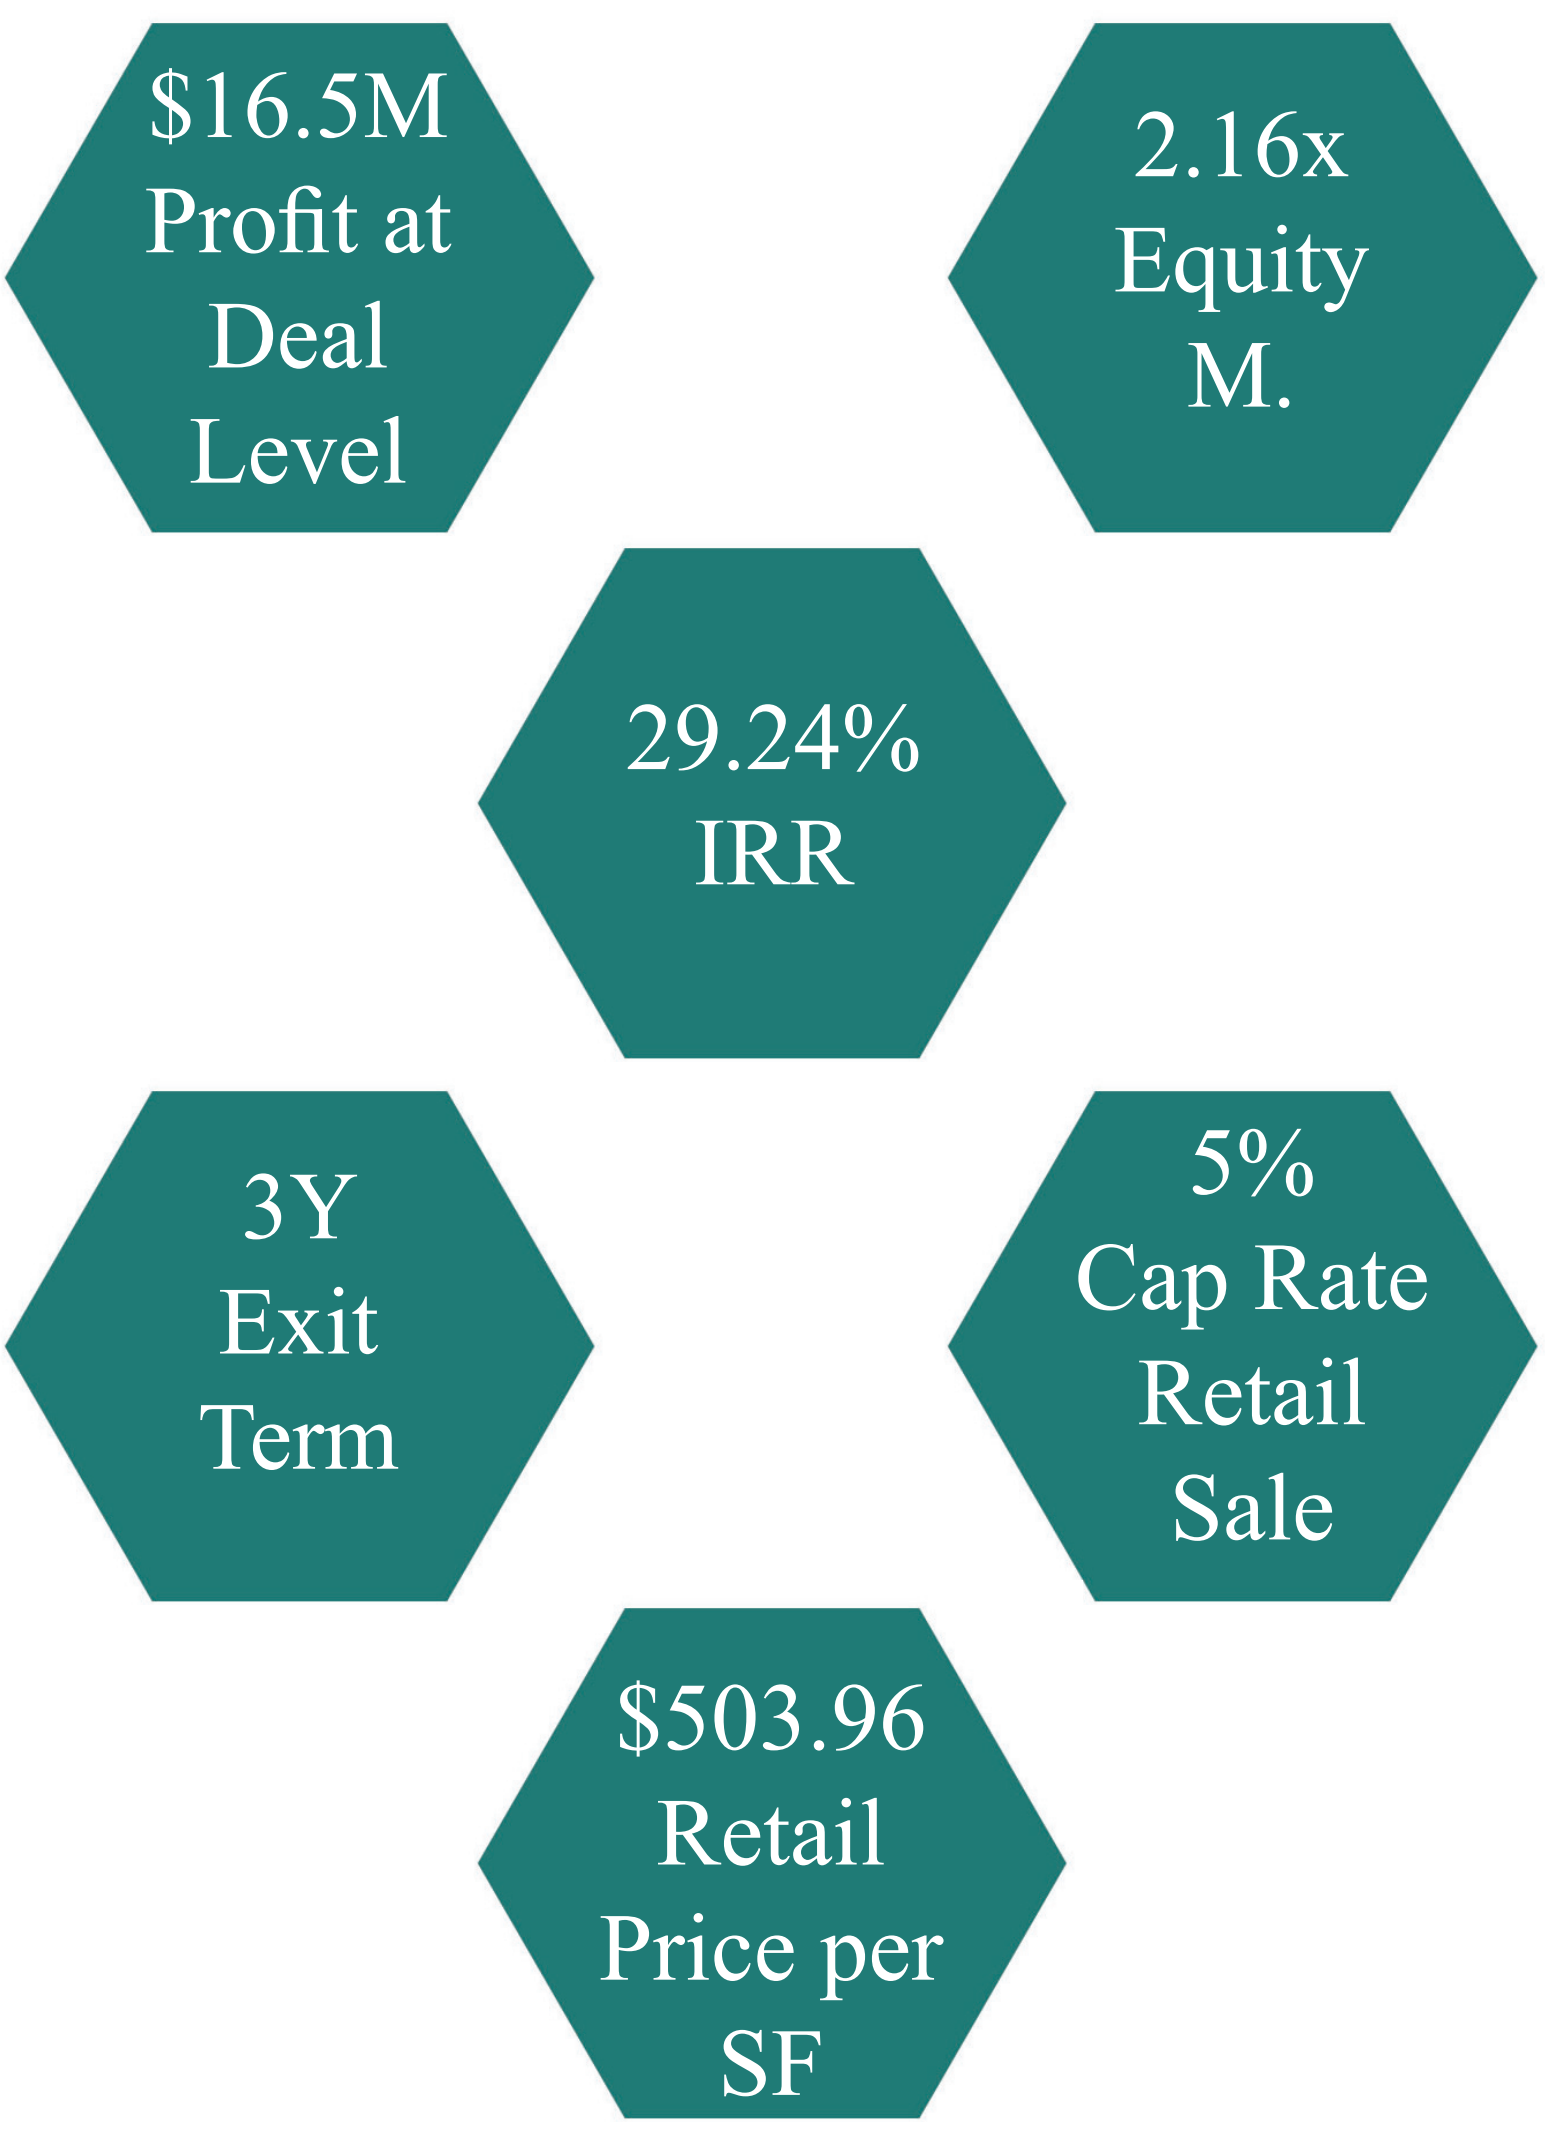 $16.5M
Profit at
Deal
Level
2.16x
Equity
M.
29.24%
IRR
3Y
Exit
Term
5%
Cap Rate
Retail
Sale
$503.96
Retail
Price per
SF